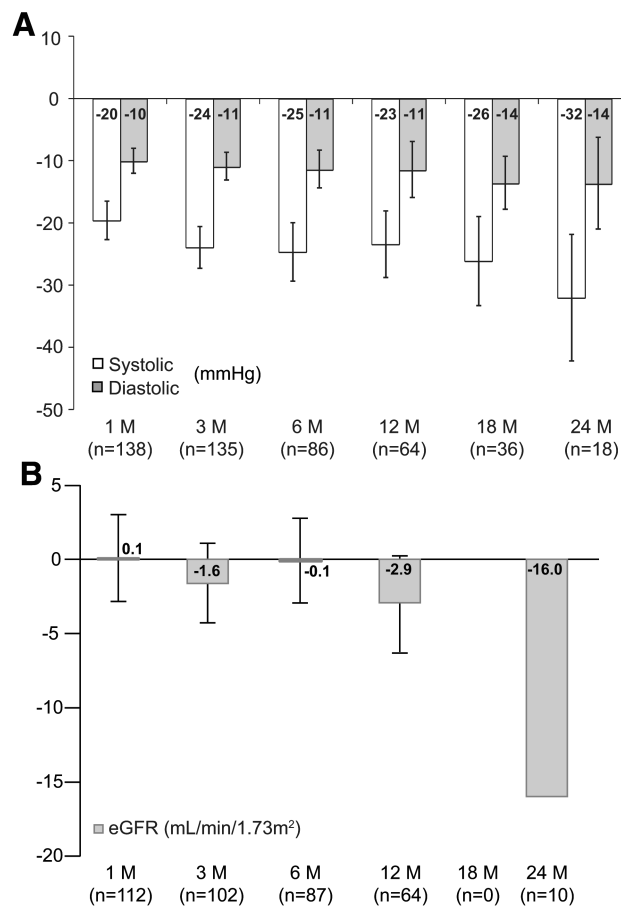 A
10
0
-10
-20
-30
-40
-50
-20 -10 -24 -11 -25 -11 -23 -11 -26 -14 -32 -14
Systolic
Diastolic
(mmHg)
1 M 3 M 6 M 12 M 18 M 24 M
(n=138) (n=135) (n=86) (n=64) (n=36) (n=18)
B
5
0
-5
-10
-15
-20
0.1 -1.6 -0.1 -2.9 -16.0
eGFR (mL/min/1.73m²)
1 M 3 M 6 M 12 M 18 M 24 M
(n=112) (n=102) (n=87) (n=64) (n=0) (n=10)